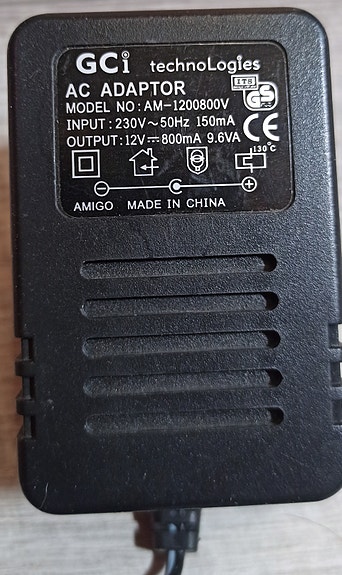 GCi technoLogies
ITS
AC ADAPTOR
MODEL NO: AM-1200800V
INPUT: 230V~50Hz 150mA
OUTPUT: 12V⎓800mA 9.6VA
CE
130°C
AMIGO MADE IN CHINA